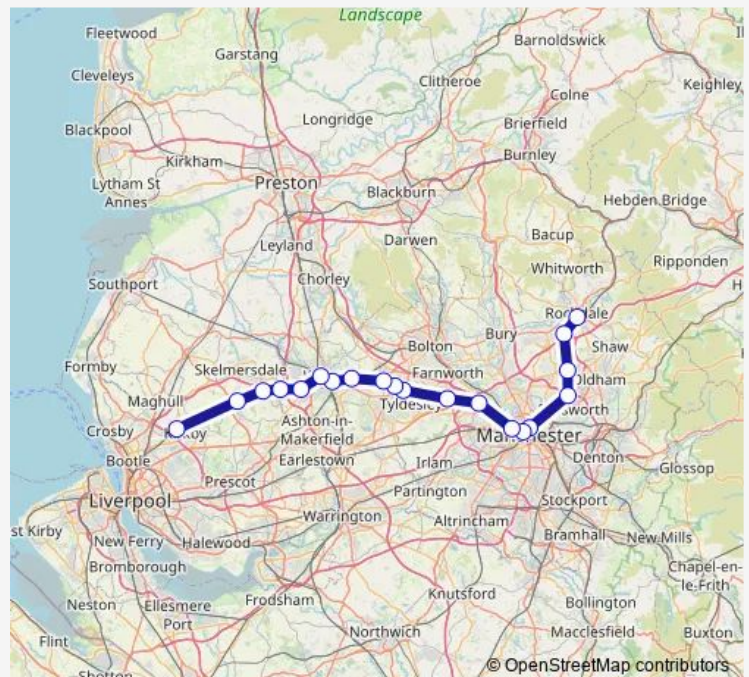 Landscape
Fleetwood
Barnoldswick
Garstang
Cleveleys
Clitheroe
Keighley
Colne
Longridge
Blackpool
Brierfield
Kirkham
Burnley
Preston
Lytham St
Annes
Blackburn
Hebden Bridge
Leyland
Darwen
Bacup
Whitworth
Ripponden
Southport
Chorley
Bury
Shaw
Bolton
Formby
Skelmersdale
Farnworth
Oldham
Maghull
Tyldesley
Crosby
Ashton-in-
Makerfield
Denton
Bootle
Earlestown
Irlam
Glossop
Prescot
Partington
Liverpool
Stockport
Warrington
Altrincham
st Kirby
New Ferry
Halewood
Bramhall
New Mills
Bromborough
Chapel-en-
le-Frith
Neston
Ellesmere
Port
Frodsham
Knutsford
Bollington
Flint
Northwich
Macclesfield
Buxton
© OpenStreetMap contributors